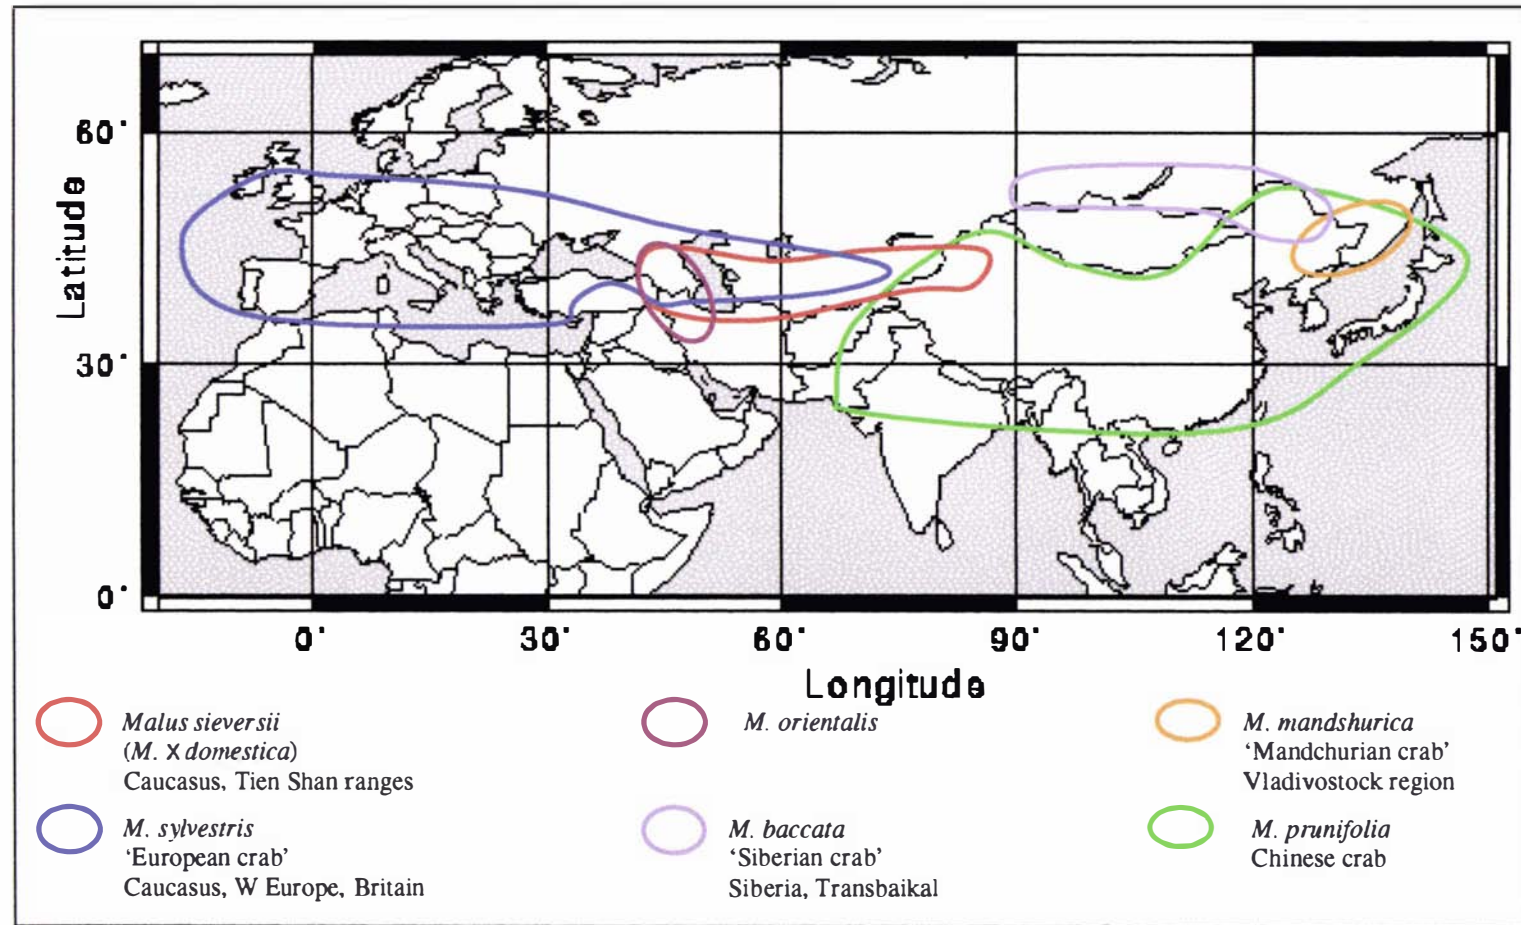 60°
30°
0°
Latitude
0°
30°
60°
90°
120°
150°
Longitude
Malus sieversii
(M. X domestica)
Caucasus, Tien Shan ranges
M. orientalis
M. mandshurica
‘Mandchurian crab’
Vladivostock region
M. sylvestris
‘European crab’
Caucasus, W Europe, Britain
M. baccata
‘Siberian crab’
Siberia, Transbaikal
M. prunifolia
Chinese crab